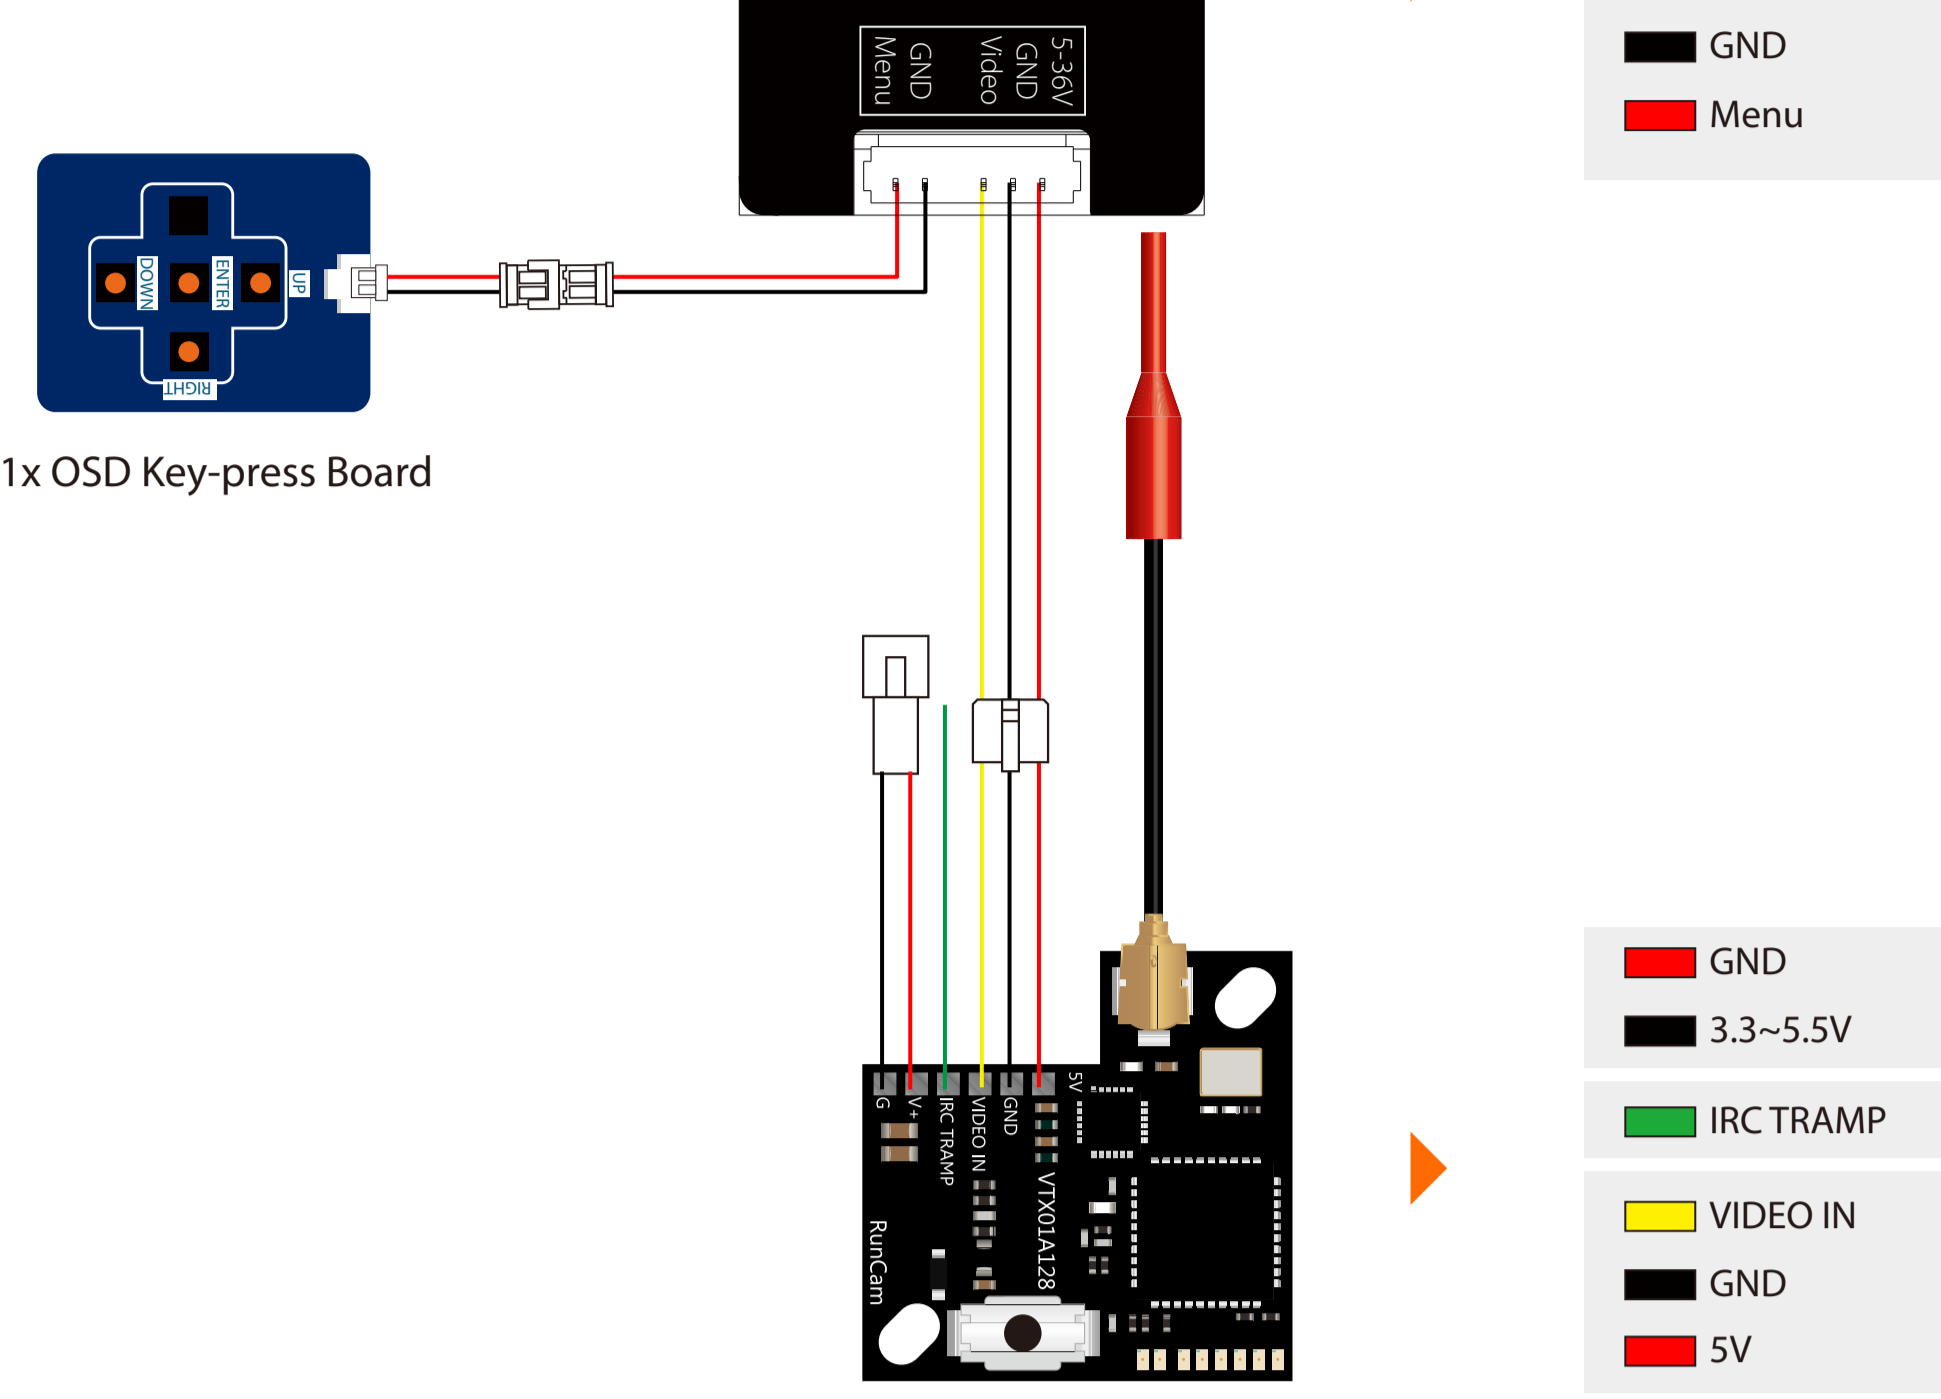 Menu
GND
Video
GND
5-36V
GND
Menu
DOWN
ENTER
UP
RIGHT
1x OSD Key-press Board
G
V+
IRC TRAMP
VIDEO IN
GND
5V
VTX01A128
RunCam
GND
3.3~5.5V
IRC TRAMP
VIDEO IN
GND
5V